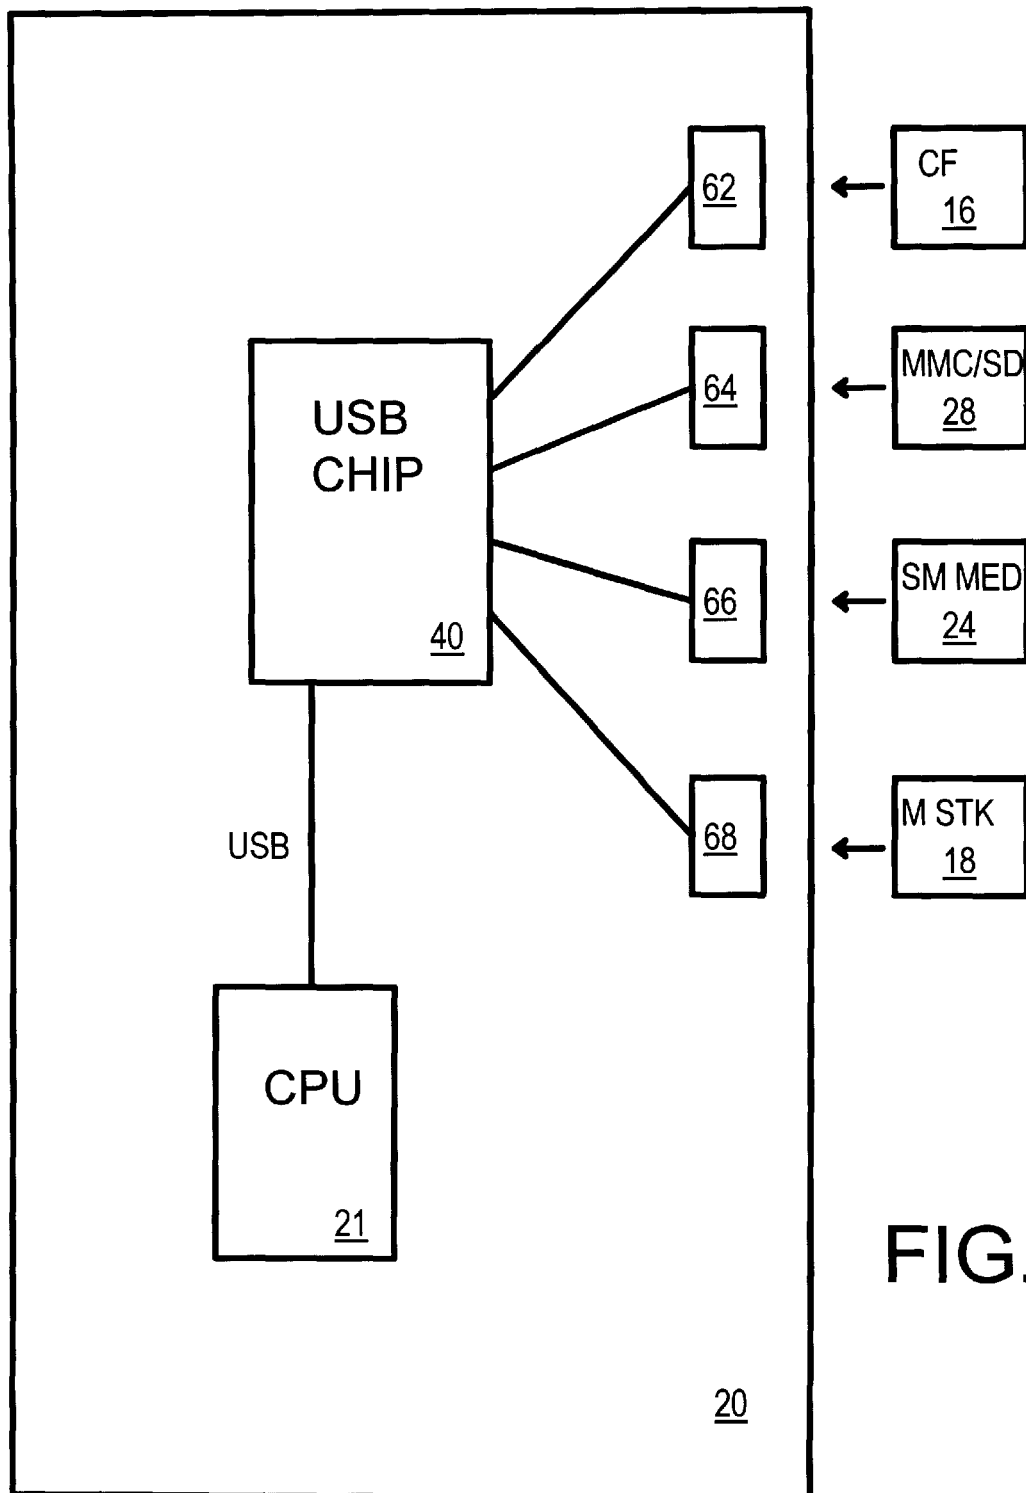 CF
16
62
MMC/SD
28
64
USB
CHIP
40
SM MED
24
66
M STK
18
68
USB
CPU
21
FIG.
20